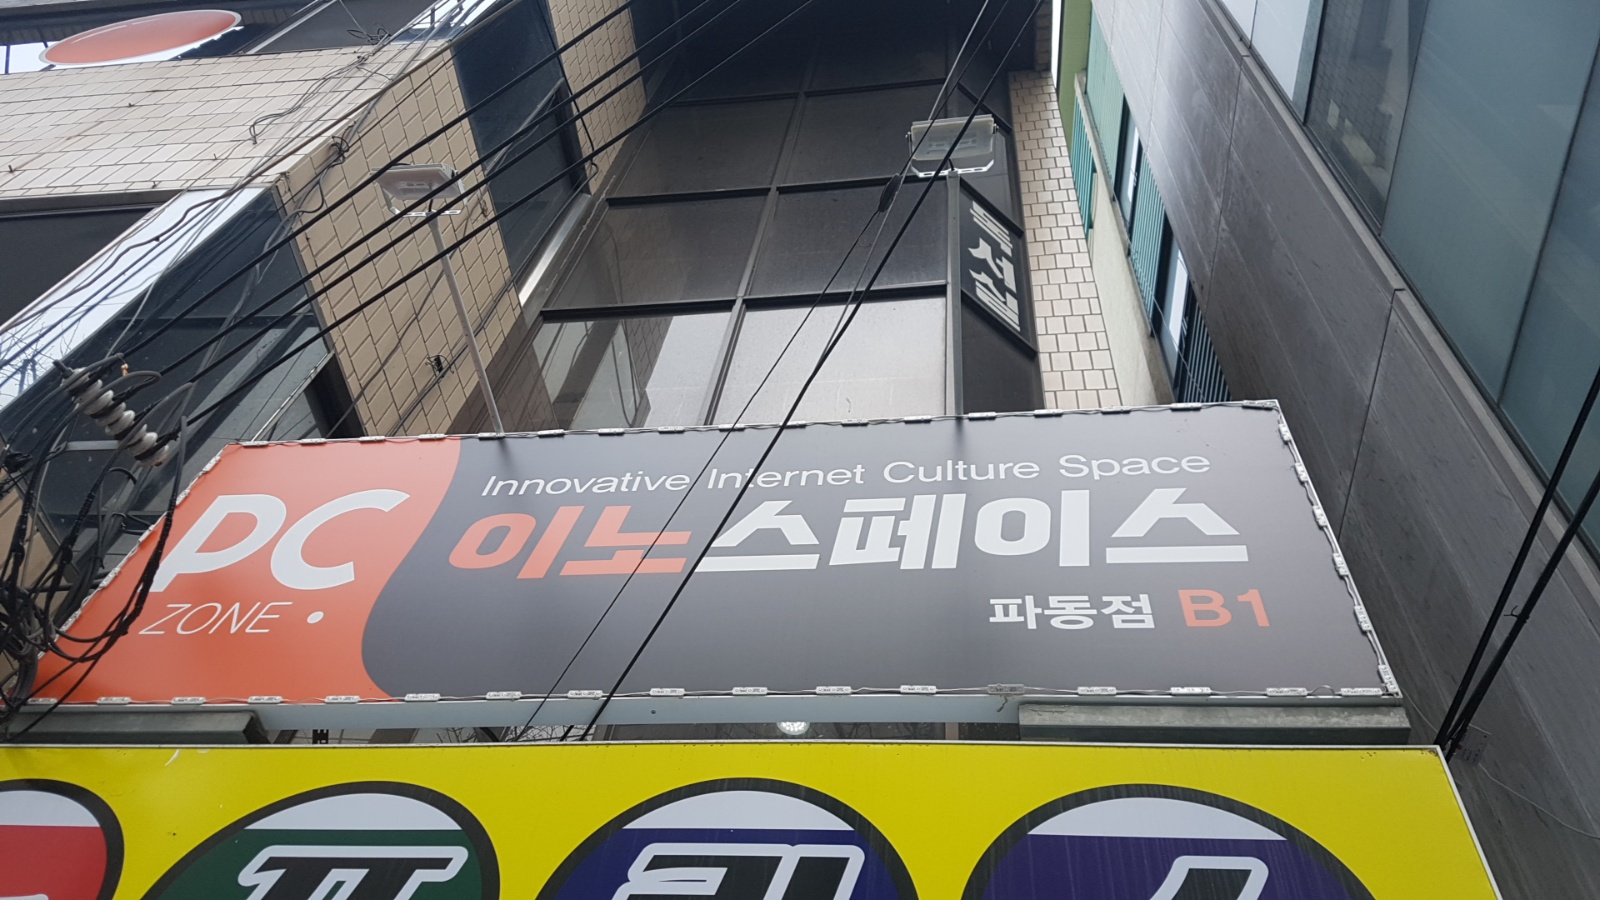 독서실
PC
ZONE
Innovative Internet Culture Space
이노스페이스
파동점 B1